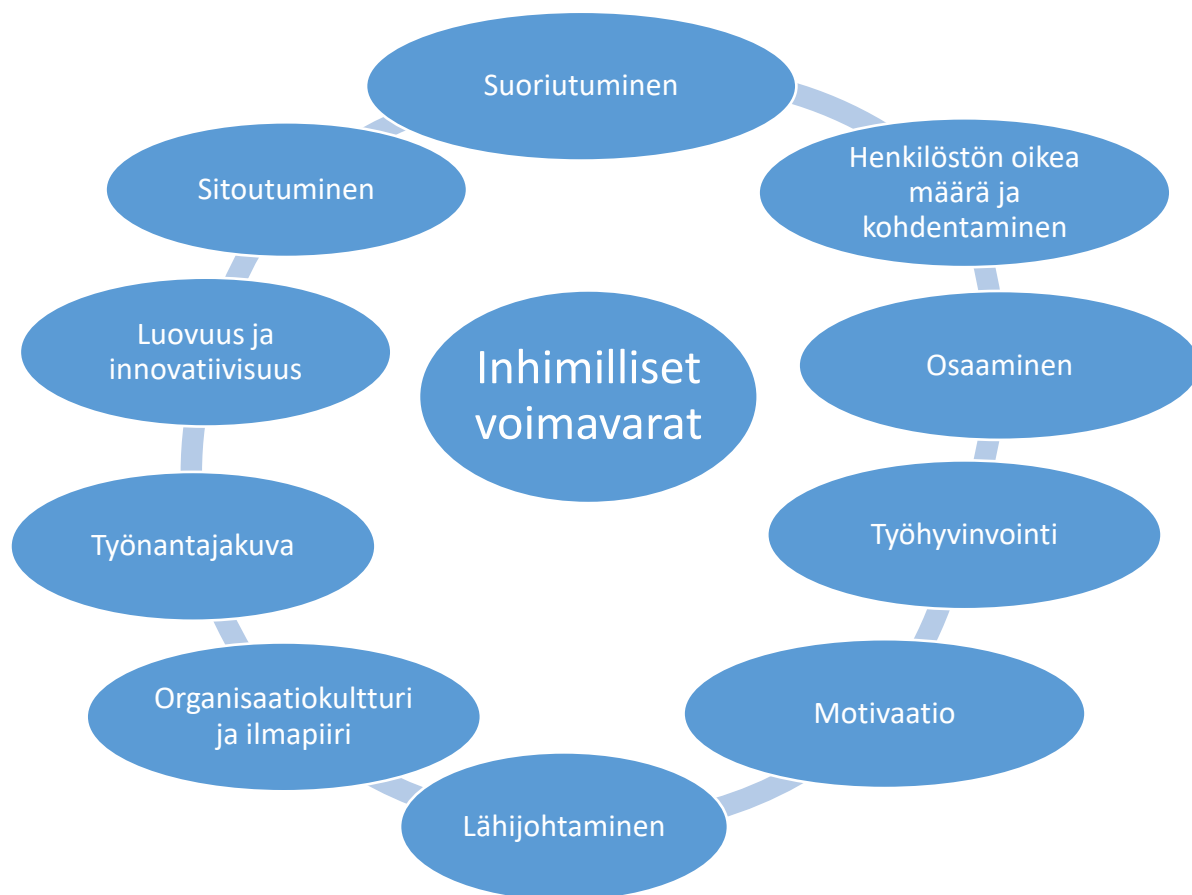 Suoriutuminen
Henkilöstön oikea
määrä ja
kohdentaminen
Osaaminen
Työhyvinvointi
Motivaatio
Lähijohtaminen
Organisaatiokultturi
ja ilmapiiri
Työnantajakuva
Luovuus ja
innovatiivisuus
Sitoutuminen
Inhimilliset
voimavarat